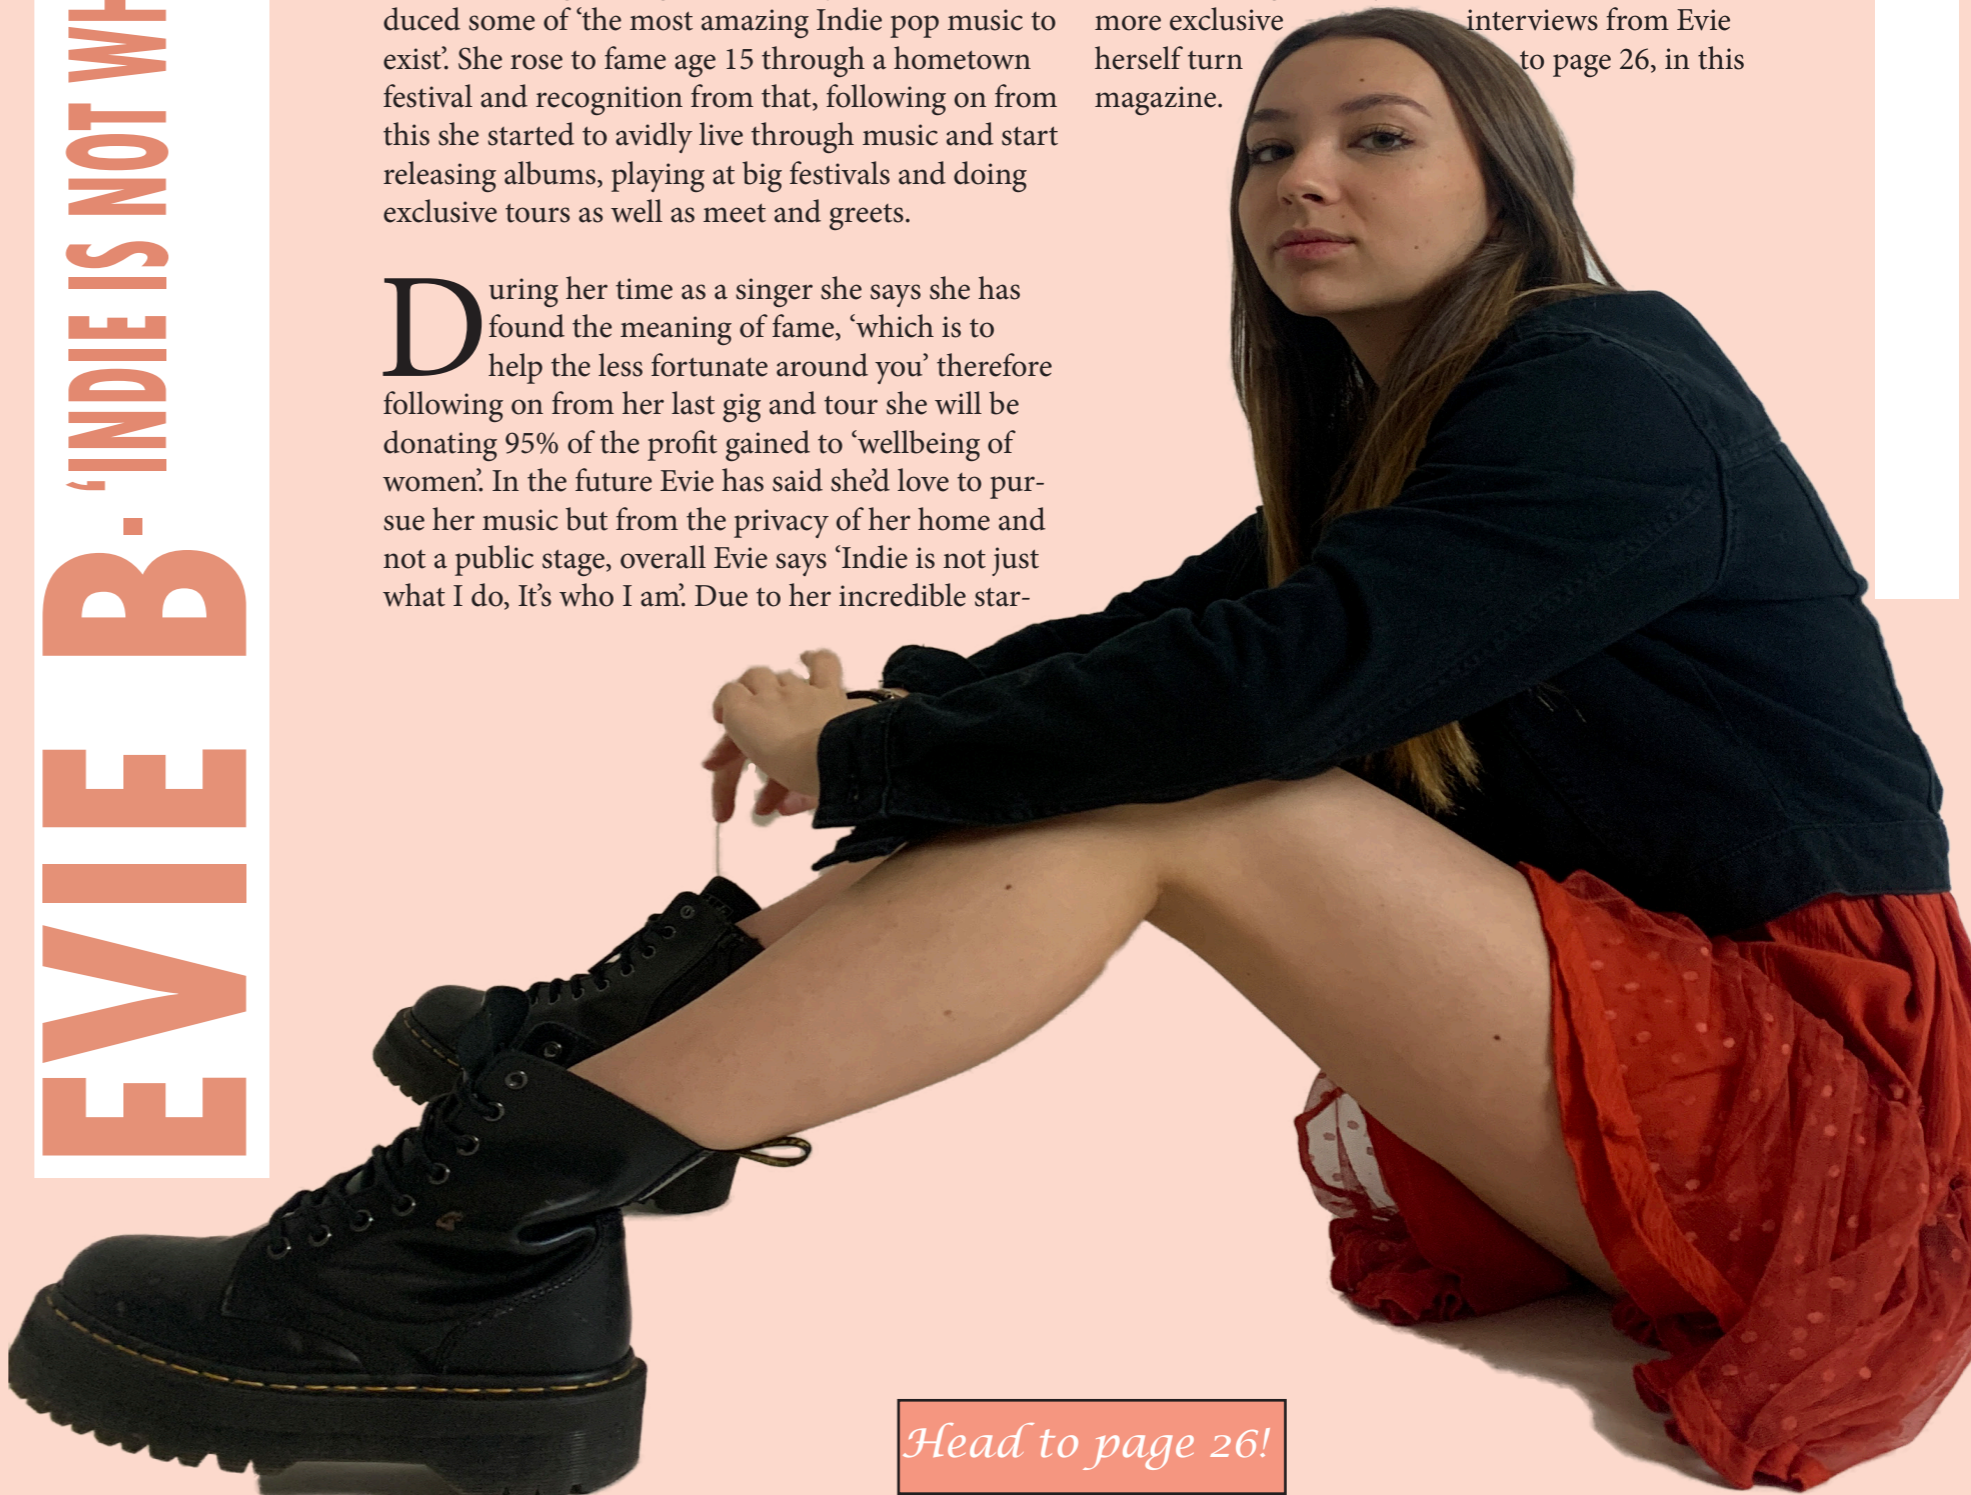 EVIE B. ‘INDIE IS NOT
duced some of ‘the most amazing Indie pop music to
exist’. She rose to fame age 15 through a hometown
festival and recognition from that, following on from
this she started to avidly live through music and start
releasing albums, playing at big festivals and doing
exclusive tours as well as meet and greets.
During her time as a singer she says she has
found the meaning of fame, ‘which is to
help the less fortunate around you’ therefore
following on from her last gig and tour she will be
donating 95% of the profit gained to ‘wellbeing of
women’. In the future Evie has said she’d love to pur-
sue her music but from the privacy of her home and
not a public stage, overall Evie says ‘Indie is not just
what I do, It’s who I am’. Due to her incredible star-
more exclusive interviews from Evie
herself turn to page 26, in this
magazine.
Head to page 26!